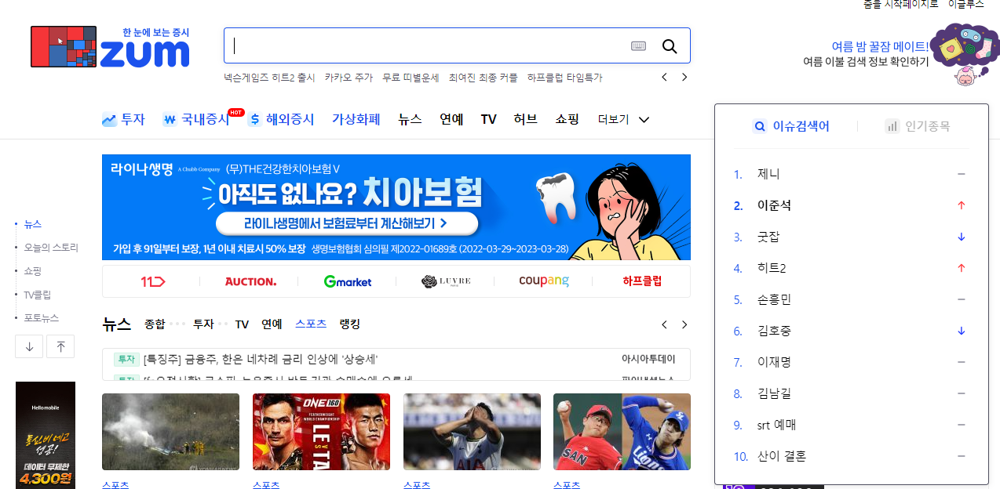 줌을 시작페이지로 이글루스
한 눈에 보는 증시
zum
여름 밤 꿀잠 메이트!
여름 이불 검색 정보 확인하기
넥슨게임즈 히트2 출시 카카오 주가 무료 띠별운세 최여진 최종 커플 하프클럽 타임특가
투자 국내증시 HOT 해외증시 가상화폐 뉴스 연예 TV 허브 쇼핑 더보기
이슈검색어 인기종목
1. 제니
2. 이준석
3. 굿잡
4. 히트2
5. 손흥민
6. 김호중
7. 이재명
8. 김남길
9. srt 예매
10. 산이 결혼
라이나생명 A Chubb Company (무)THE건강한치아보험 V
아직도 없나요? 치아보험
라이나생명에서 보험료부터 계산해보기
가입 후 91일부터 보장, 1년 이내 치료시 50% 보장 생명보험협회 심의필 제2022-01689호 (2022-03-29~2023-03-28)
뉴스
오늘의 스토리
쇼핑
TV클립
포토뉴스
11 AUCTION. Gmarket LUVRE PARIS coupang 하프클럽
뉴스 종합 투자 TV 연예 스포츠 랭킹
투자 [특징주] 금융주, 한은 네차례 금리 인상에 '상승세' 아시아투데이
Hellomobile
통신비 네고
성공!
데이터 무제한
4,300원
ONE 160
FEATHERWEIGHT
WORLD CHAMPIONSHIP
LE
VS
TA
AIA
SAN
Lions
스포츠 스포츠 스포츠 스포츠